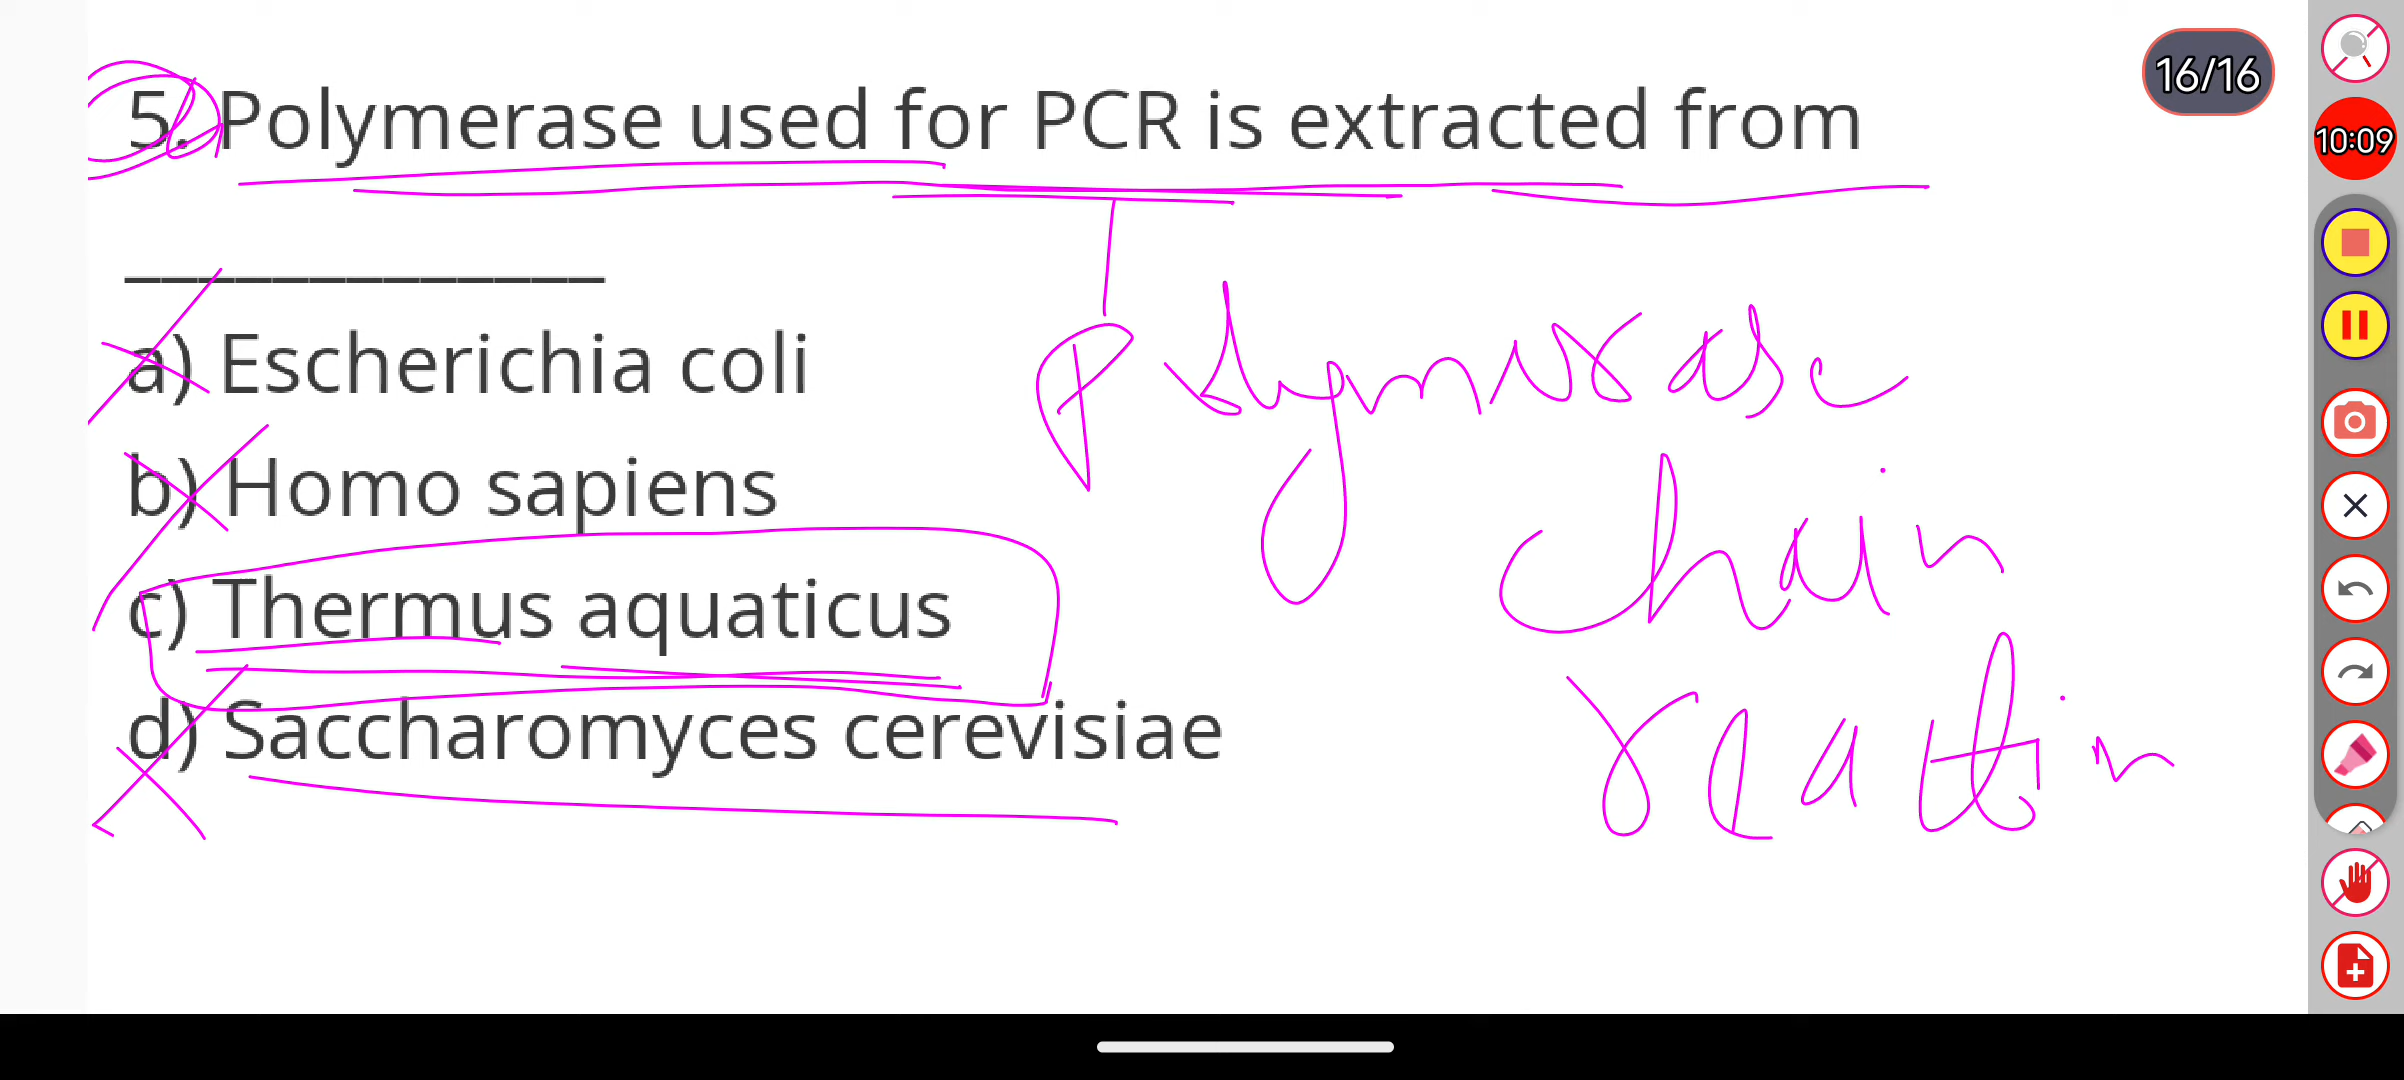 16/16
5. Polymerase used for PCR is extracted from
10:09
____________
a) Escherichia coli
polymerase
b) Homo sapiens
chain
c) Thermus aquaticus
d) Saccharomyces cerevisiae
reaction